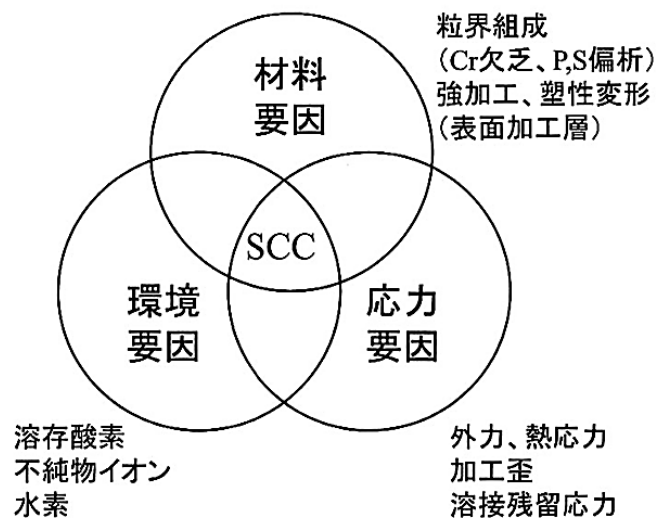 粒界組成
（Cr欠乏、P,S偏析）
強加工、塑性変形
（表面加工層）
材料
要因
SCC
環境
要因
応力
要因
溶存酸素
不純物イオン
水素
外力、熱応力
加工歪
溶接残留応力